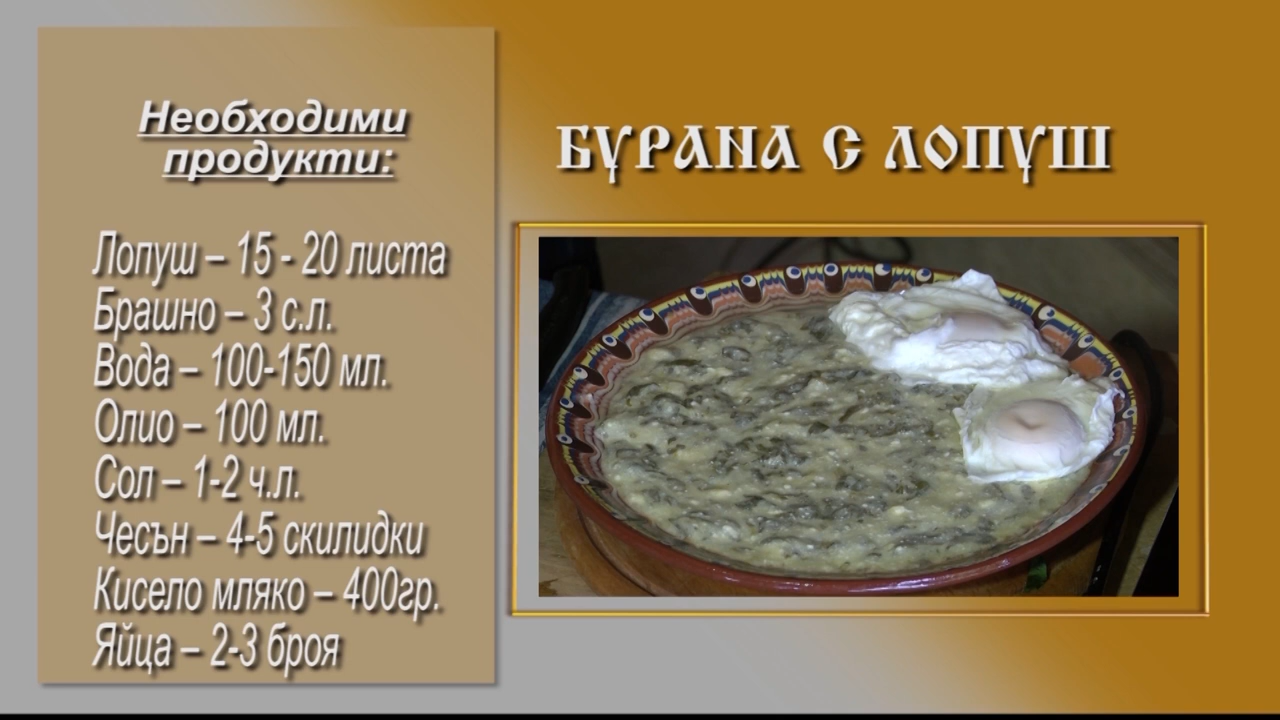 Необходими
продукти:
Лопуш – 15 - 20 листа
Брашно – 3 с.л.
Вода – 100-150 мл.
Олио – 100 мл.
Сол – 1-2 ч.л.
Чесън – 4-5 скилидки
Кисело мляко – 400гр.
Яйца – 2-3 броя
БУРАНА С ЛОПУШ